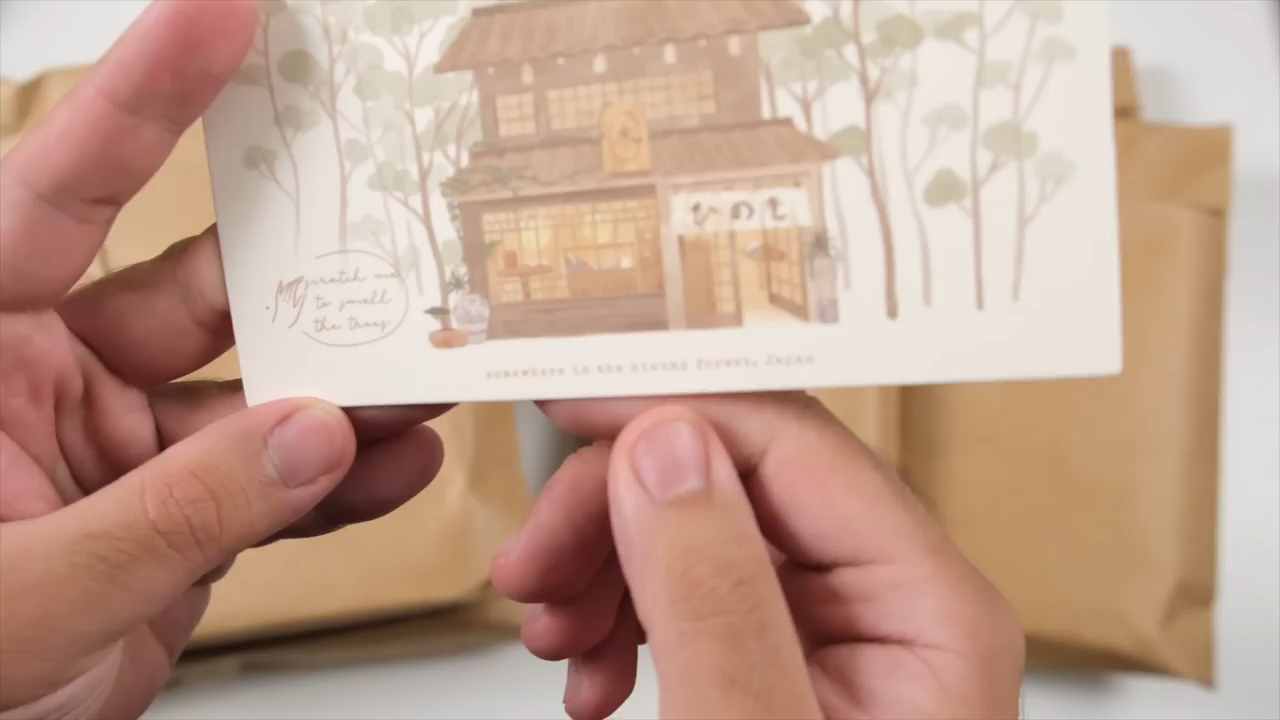 ひのき
scratch me
to smell
the trees
somewhere in the hinoki forest, Japan